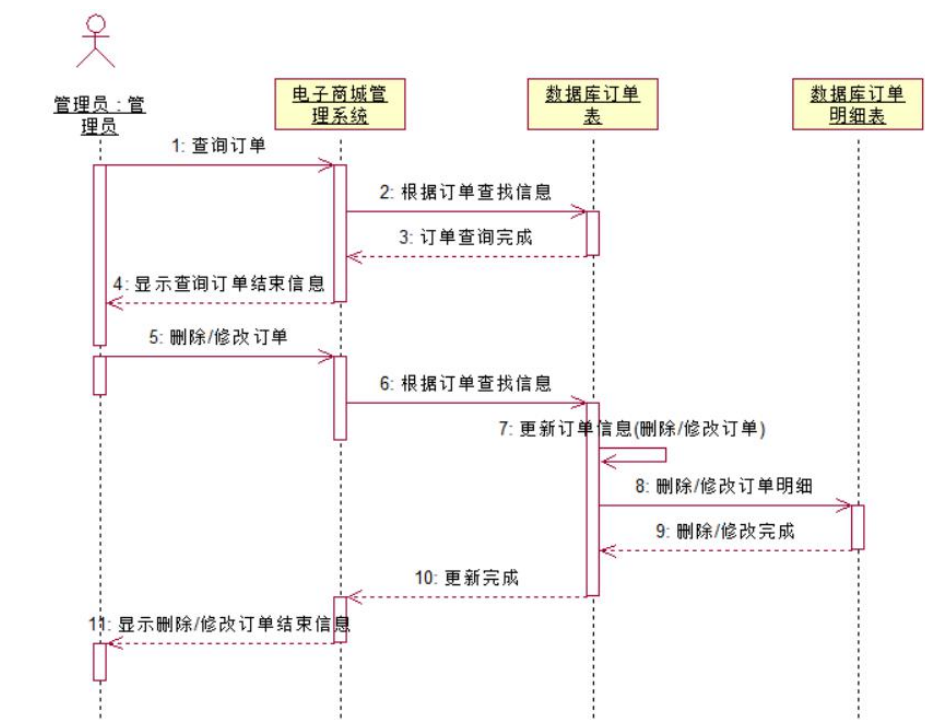 管理员：管
理员
电子商城管
理系统
数据库订单
表
数据库订单
明细表
1: 查询订单
2: 根据订单查找信息
3: 订单查询完成
4: 显示查询订单结束信息
5: 删除/修改订单
6: 根据订单查找信息
7: 更新订单信息(删除/修改订单)
8: 删除/修改订单明细
9: 删除/修改完成
10: 更新完成
11: 显示删除/修改订单结束信息